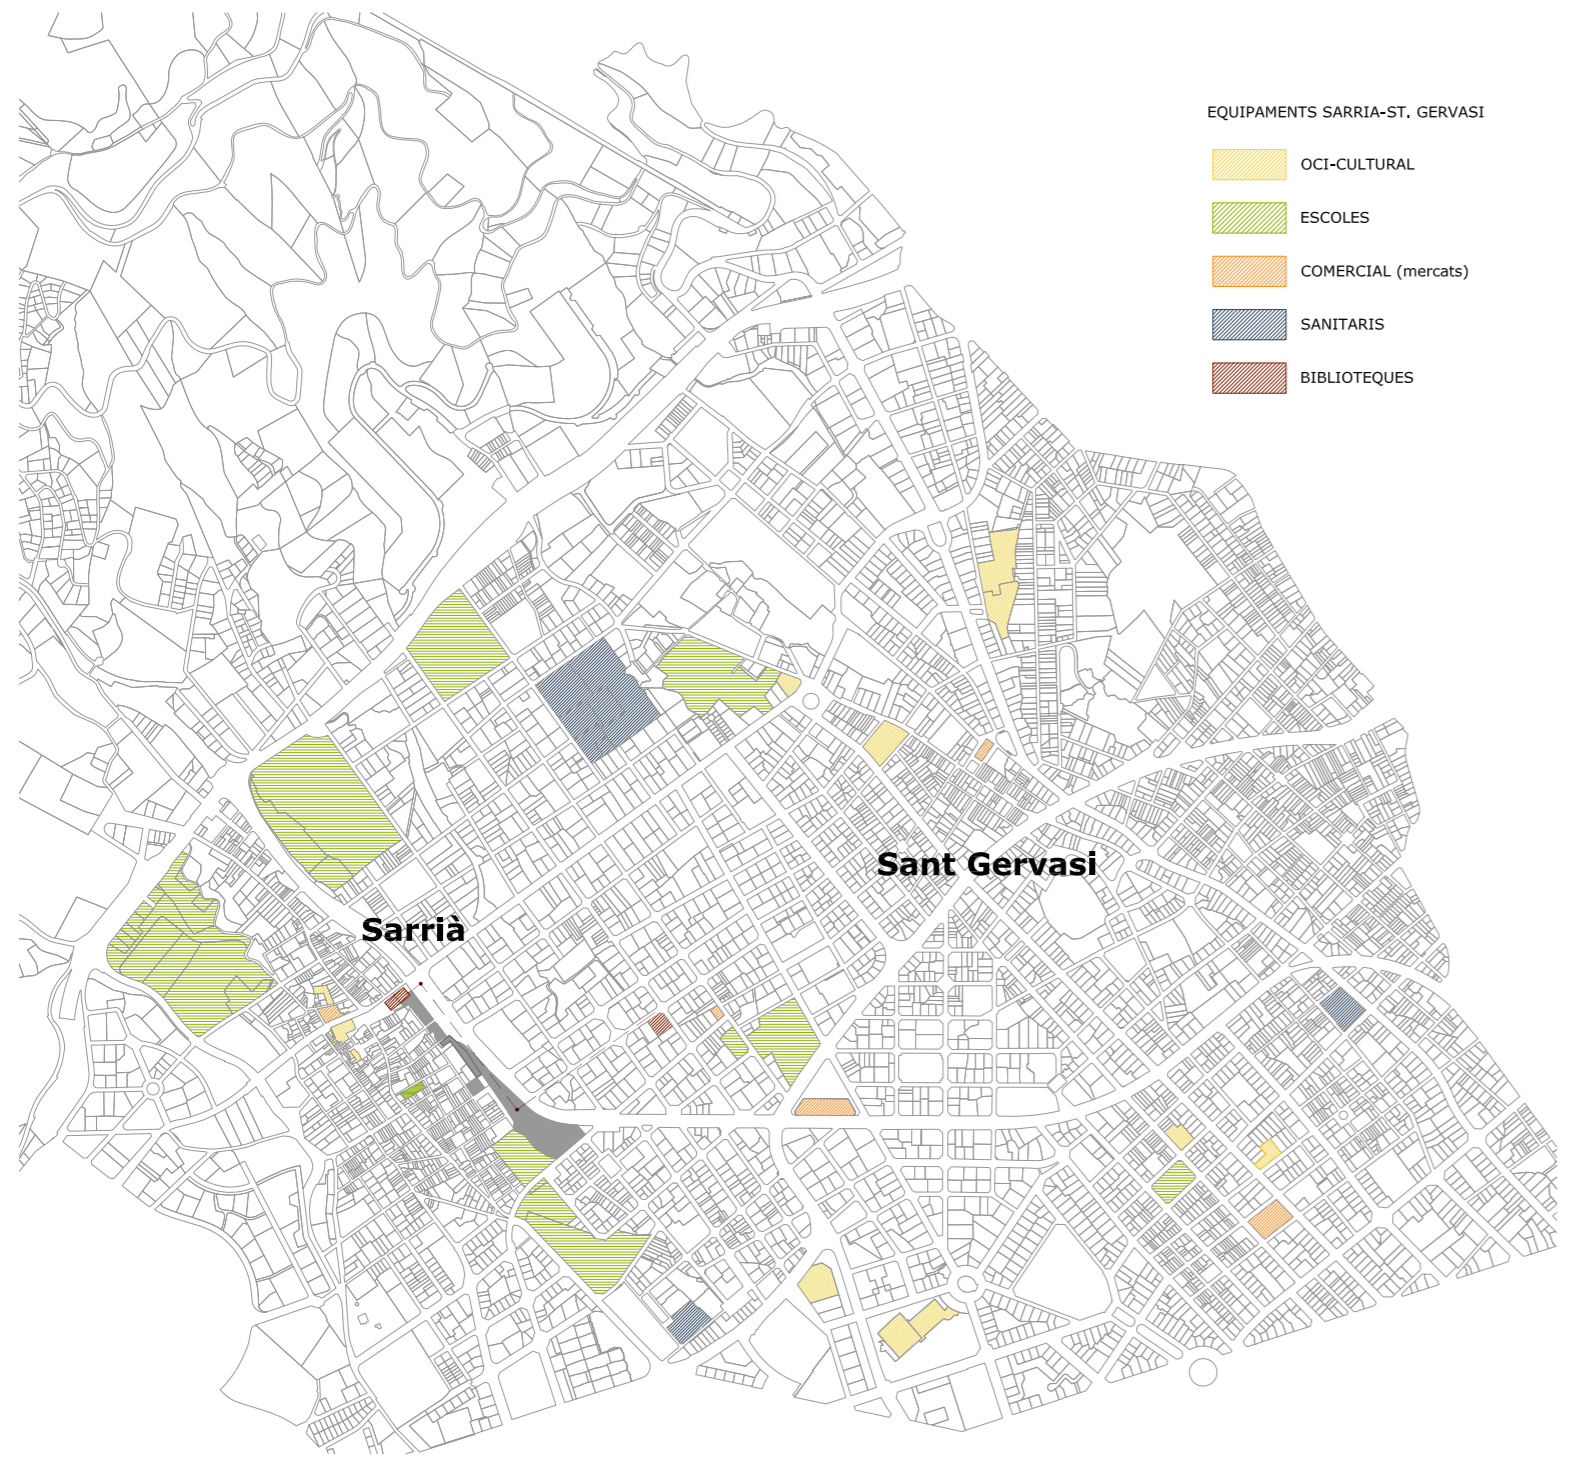 EQUIPAMENTS SARRIA-ST. GERVASI
OCI-CULTURAL
ESCOLES
COMERCIAL (mercats)
SANITARIS
BIBLIOTEQUES
Sant Gervasi
Sarrià